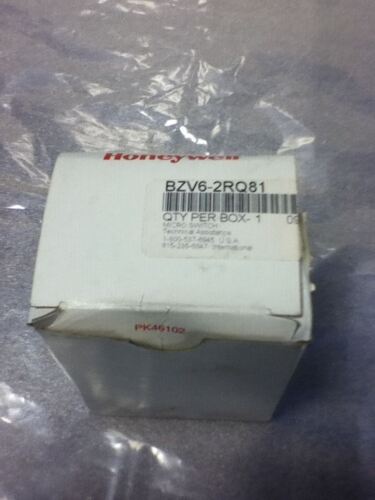 Honeywell
BZV6-2RQ81
QTY PER BOX- 1
MICRO SWITCH
Technical Assistance
1-800-537-6945 U.S.A.
815-235-6847 International
PK46102